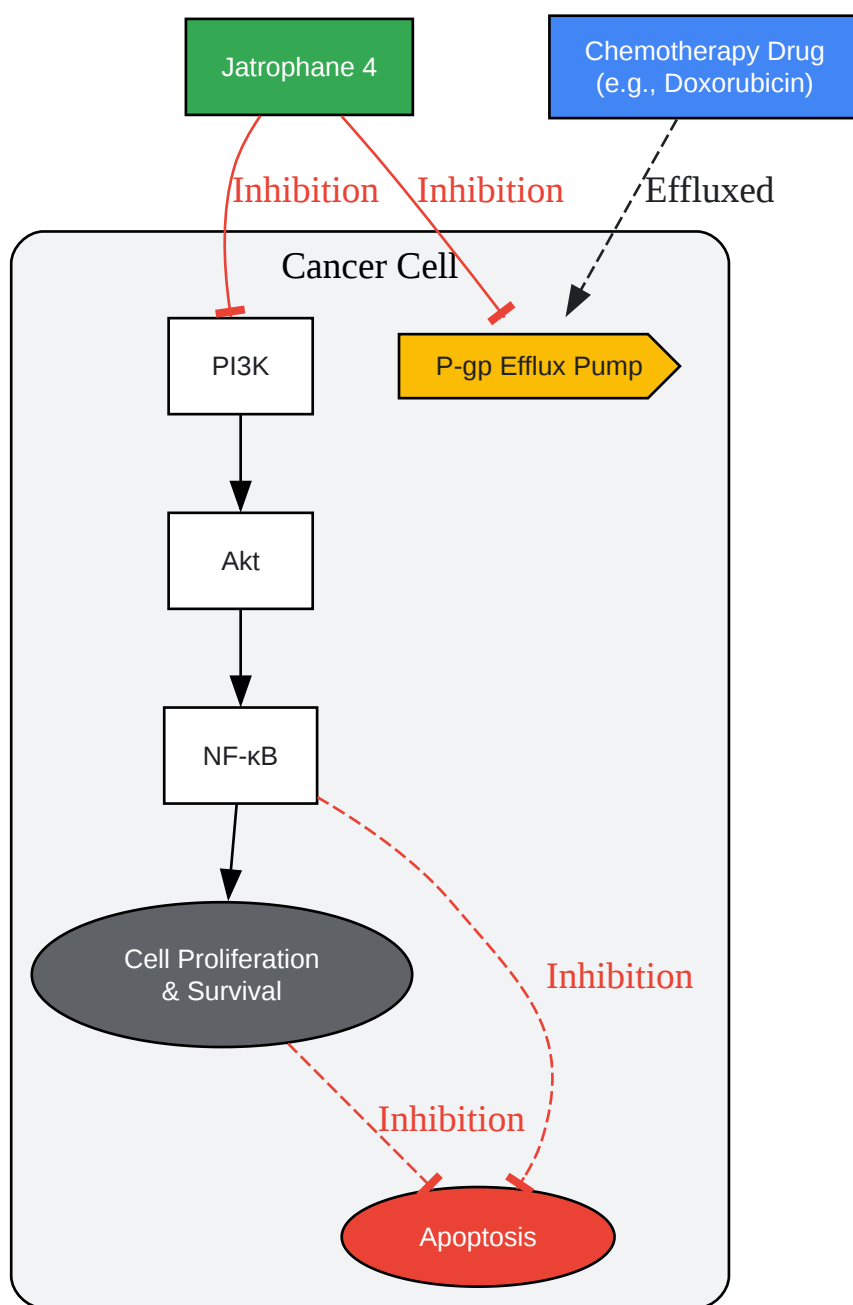 Jatrophane 4
Chemotherapy Drug
(e.g., Doxorubicin)
Inhibition
Inhibition
Effluxed
Cancer Cell
PI3K
P-gp Efflux Pump
Akt
NF-κB
Cell Proliferation
& Survival
Inhibition
Inhibition
Apoptosis